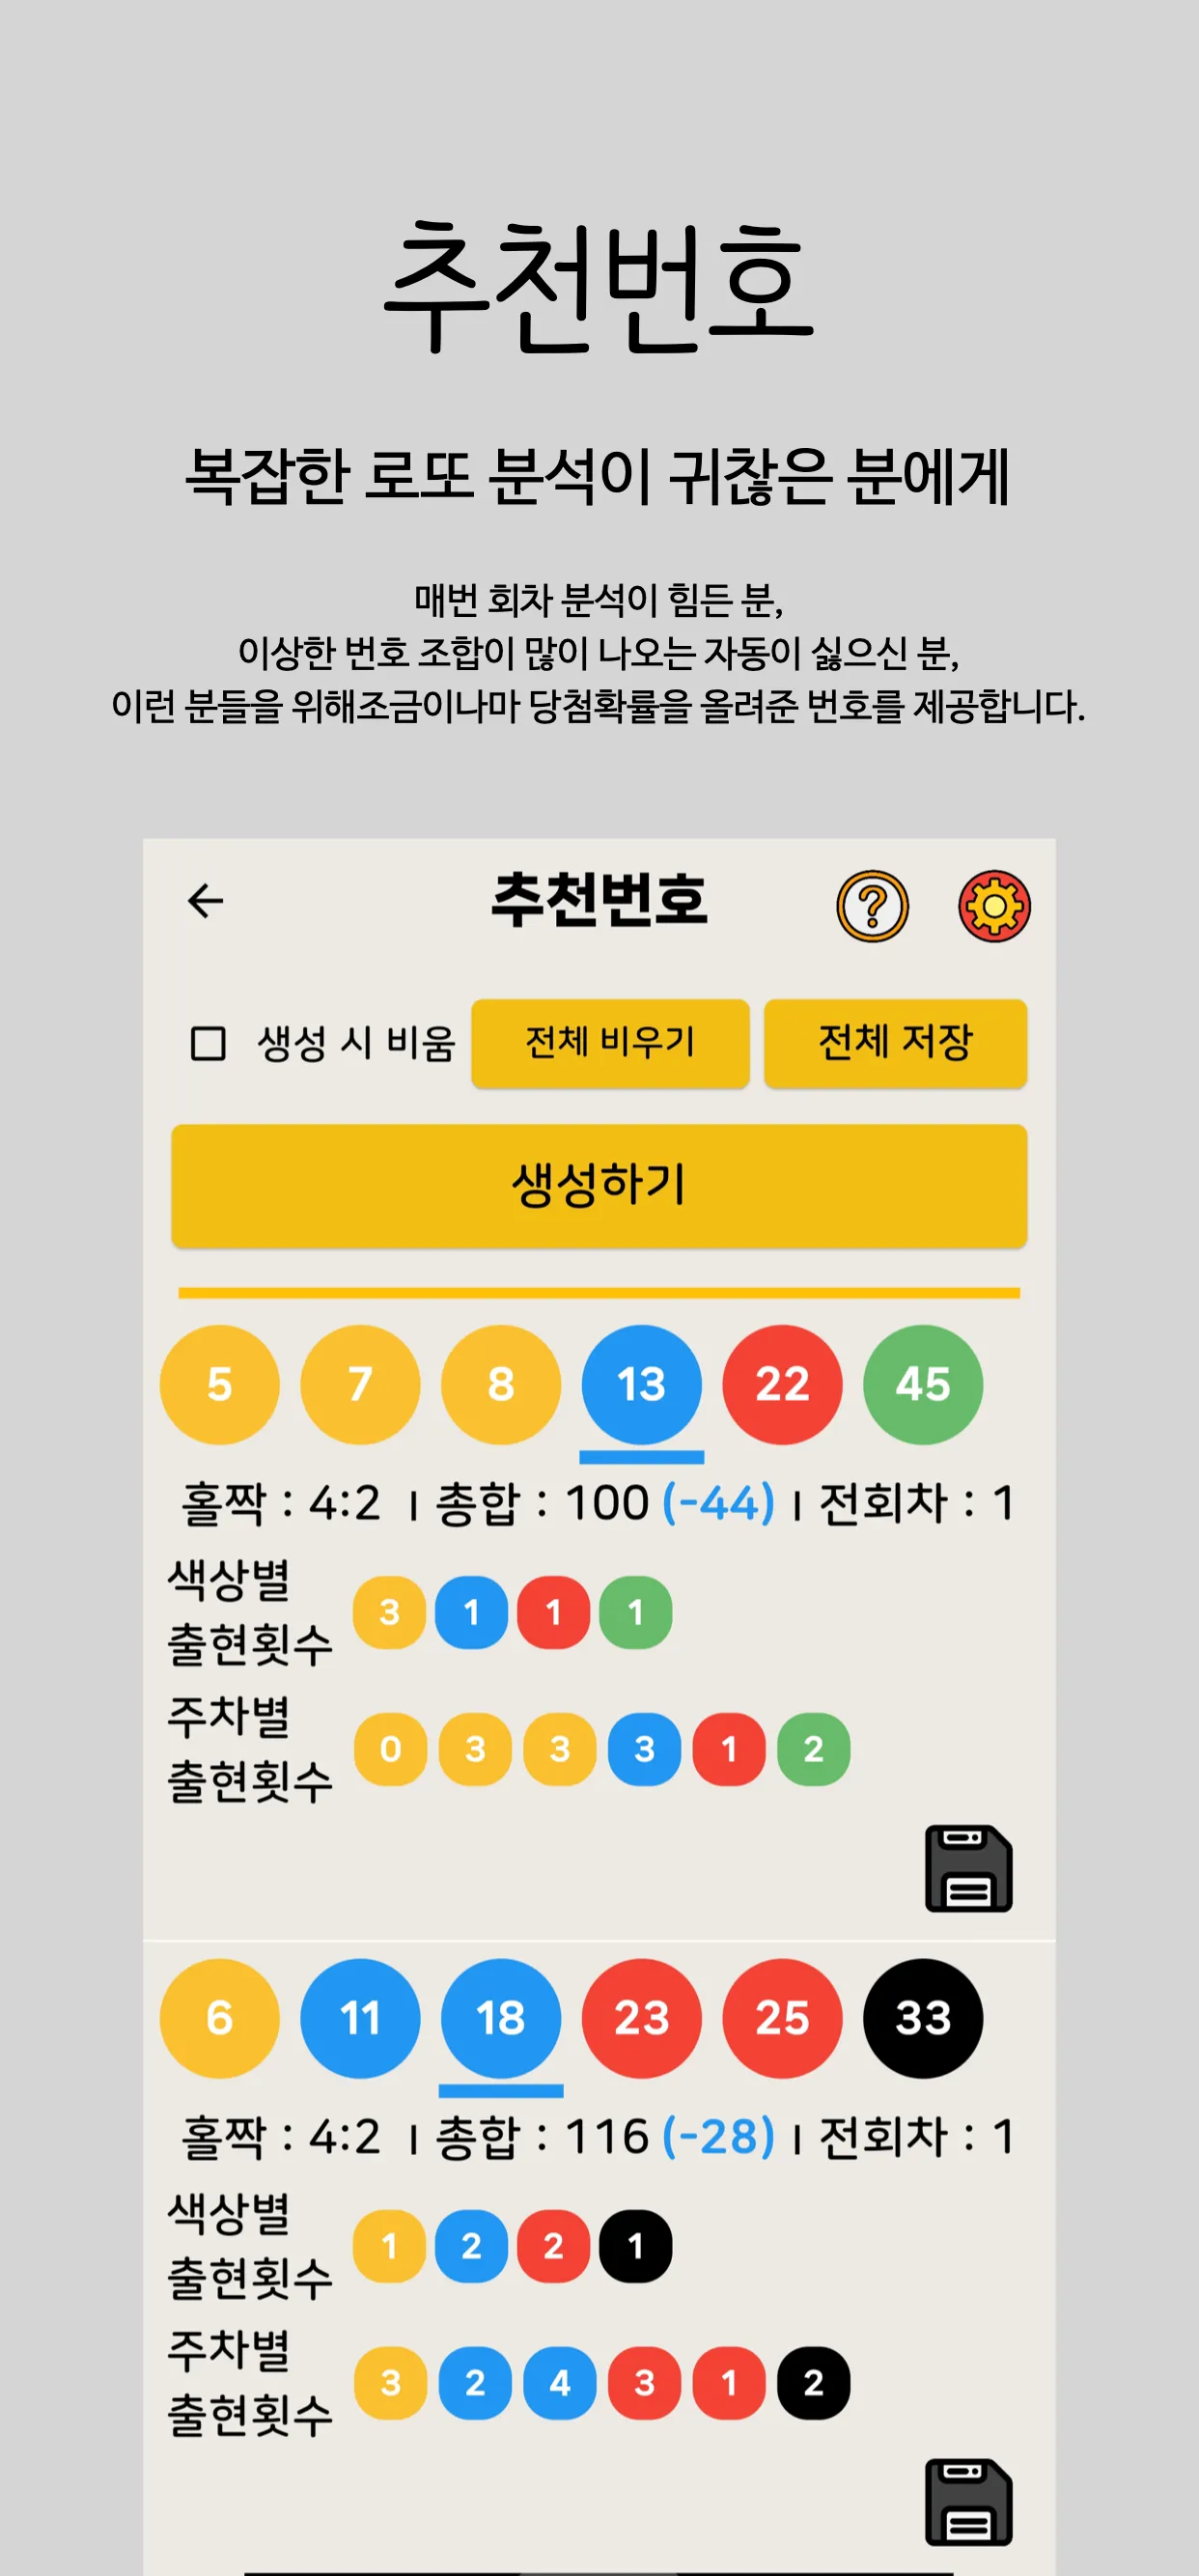 추천번호
복잡한 로또 분석이 귀찮은 분에게
매번 회차 분석이 힘든 분,
이상한 번호 조합이 많이 나오는 자동이 싫으신 분,
이런 분들을 위해조금이나마 당첨확률을 올려준 번호를 제공합니다.
추천번호
생성 시 비움 전체 비우기 전체 저장
생성하기
5 7 8 13 22 45
홀짝 : 4:2 | 총합 : 100 (-44) | 전회차 : 1
색상별
출현횟수
3 1 1 1
주차별
출현횟수
0 3 3 3 1 2
6 11 18 23 25 33
홀짝 : 4:2 | 총합 : 116 (-28) | 전회차 : 1
색상별
출현횟수
1 2 2 1
주차별
출현횟수
3 2 4 3 1 2